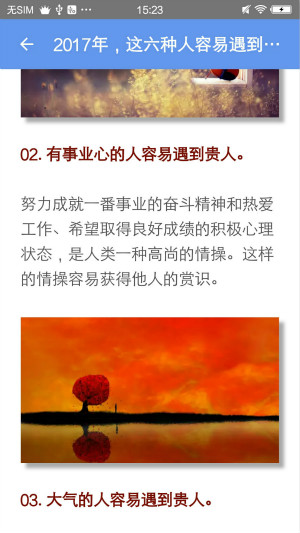 无SIM
15:23
2017年，这六种人容易遇到…
02. 有事业心的人容易遇到贵人。
努力成就一番事业的奋斗精神和热爱
工作、希望取得良好成绩的积极心理
状态，是人类一种高尚的情操。这样
的情操容易获得他人的赏识。
03. 大气的人容易遇到贵人。